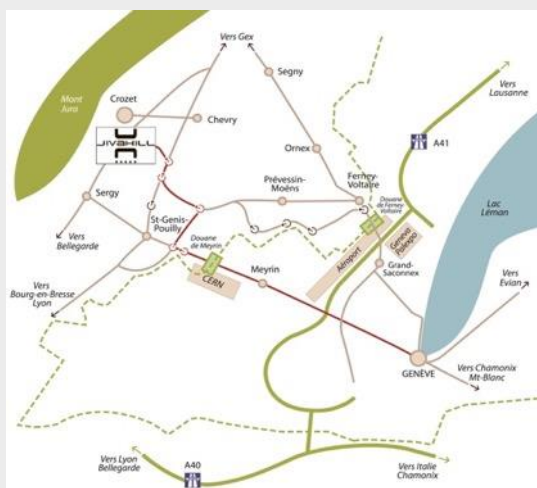 Vers Gex
Segny
Mont
Jura
Crozet
Chevry
JIVAHILL
Vers
Lausanne
A41
Ornex
Prévessin-
Moëns
Ferney-
Voltaire
Douane
de Ferney-
Voltaire
Lac
Léman
Sergy
St-Genis-
Pouilly
Vers
Bellegarde
Douane
de Meyrin
CERN
Meyrin
Aéroport
Genève
Palexpo
Grand-
Saconnex
Vers
Evian
Vers
Bourg-en-Bresse
Lyon
GENÈVE
Vers Chamonix
Mt-Blanc
Vers Lyon
Bellegarde
A40
Vers Italie
Chamonix